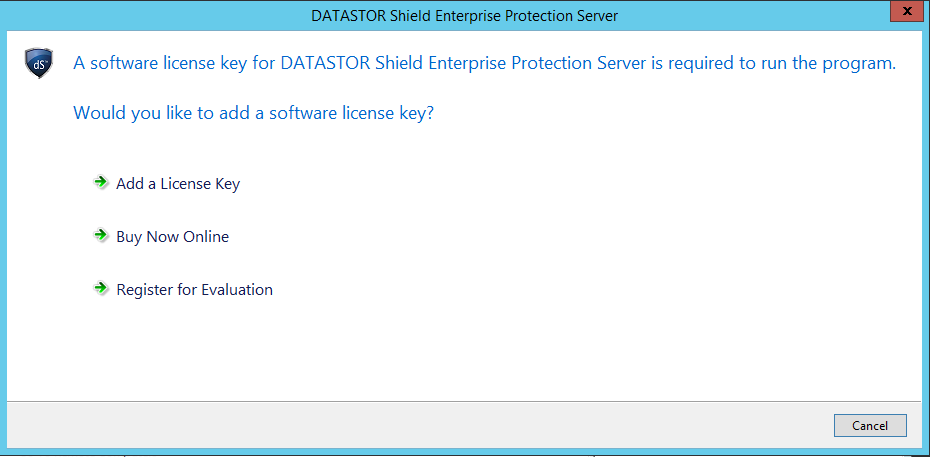 DATASTOR Shield Enterprise Protection Server
x
dS™
A software license key for DATASTOR Shield Enterprise Protection Server is required to run the program.
Would you like to add a software license key?
Add a License Key
Buy Now Online
Register for Evaluation
Cancel